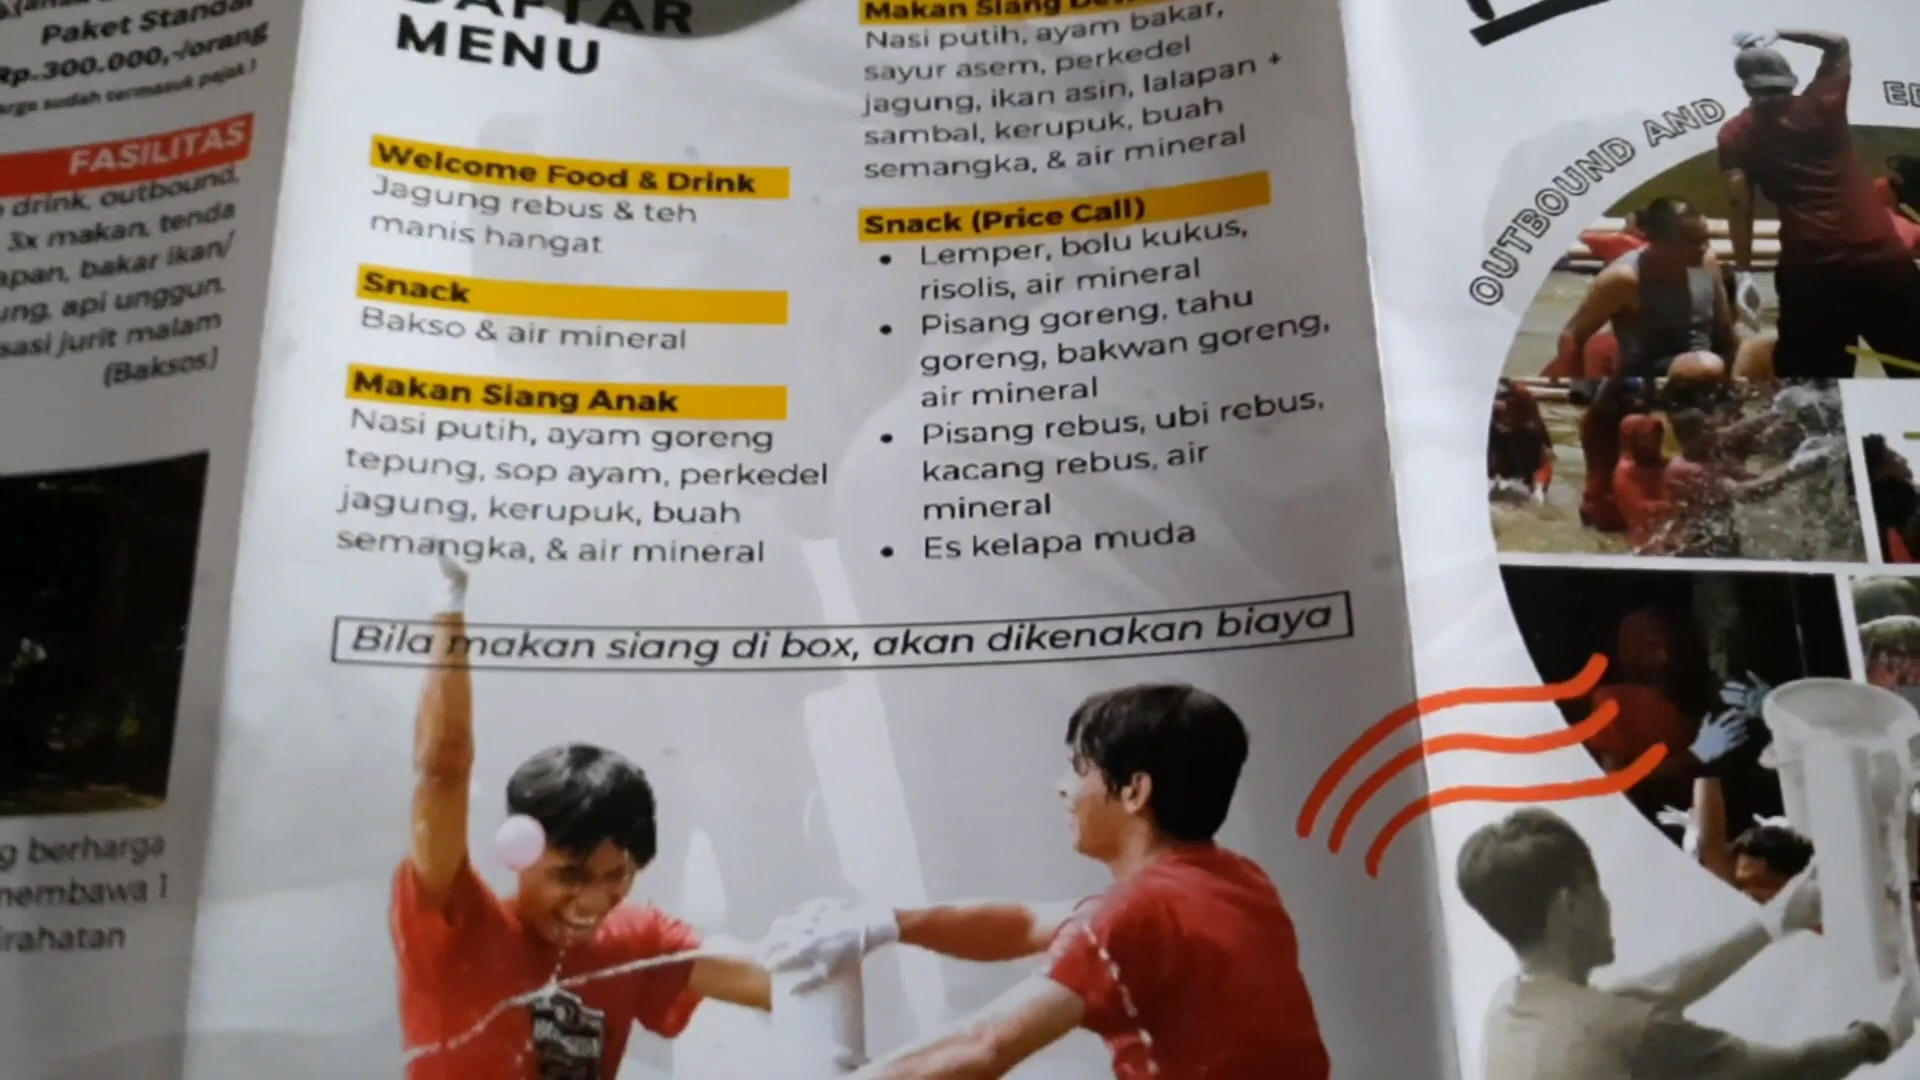 Paket Standar
Rp.300.000,-/orang
sudah termasuk pajak )
FASILITAS
drink, outbound,
3x makan, tenda
bakar ikan/
api unggun,
jurit malam
(Baksos)
berharga
membawa 1
DAFTAR
MENU
Welcome Food & Drink
Jagung rebus & teh
manis hangat
Snack
Bakso & air mineral
Makan Siang Anak
Nasi putih, ayam goreng
tepung, sop ayam, perkedel
jagung, kerupuk, buah
semangka, & air mineral
Makan Siang
Nasi putih, ayam bakar,
sayur asem, perkedel
jagung, ikan asin, lalapan +
sambal, kerupuk, buah
semangka, & air mineral
Snack (Price Call)
• Lemper, bolu kukus,
risolis, air mineral
• Pisang goreng, tahu
goreng, bakwan goreng,
air mineral
• Pisang rebus, ubi rebus,
kacang rebus, air
mineral
• Es kelapa muda
Bila makan siang di box, akan dikenakan biaya
OUTBOUND AND